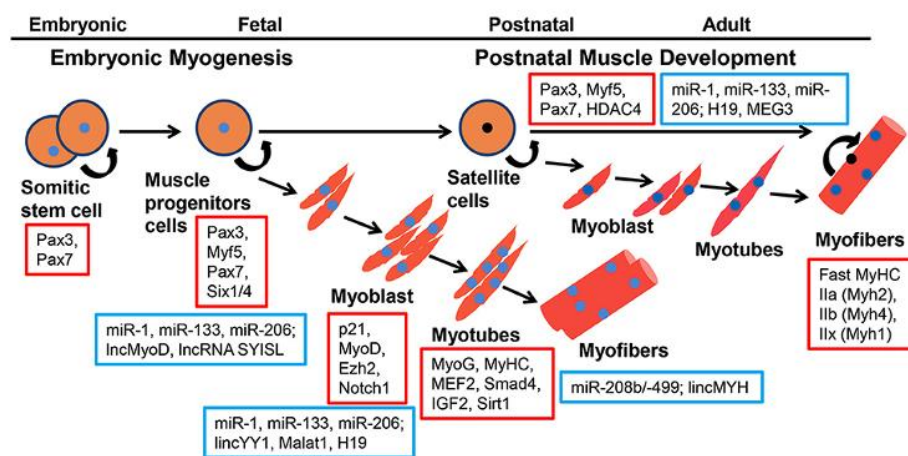 Embryonic Fetal Postnatal Adult
Embryonic Myogenesis Postnatal Muscle Development
Pax3, Myf5,
Pax7, HDAC4
miR-1, miR-133, miR-
206; H19, MEG3
Somitic
stem cell
Pax3,
Pax7
Muscle
progenitors
cells
Pax3,
Myf5,
Pax7,
Six1/4
miR-1, miR-133, miR-206;
lncMyoD, lncRNA SYISL
Myoblast
p21,
MyoD,
Ezh2,
Notch1
miR-1, miR-133, miR-206;
lincYY1, Malat1, H19
Myotubes
MyoG, MyHC,
MEF2, Smad4,
IGF2, Sirt1
Myofibers
miR-208b/-499; lincMYH
Satellite
cells
Myoblast
Myotubes
Myofibers
Fast MyHC
IIa (Myh2),
IIb (Myh4),
IIx (Myh1)